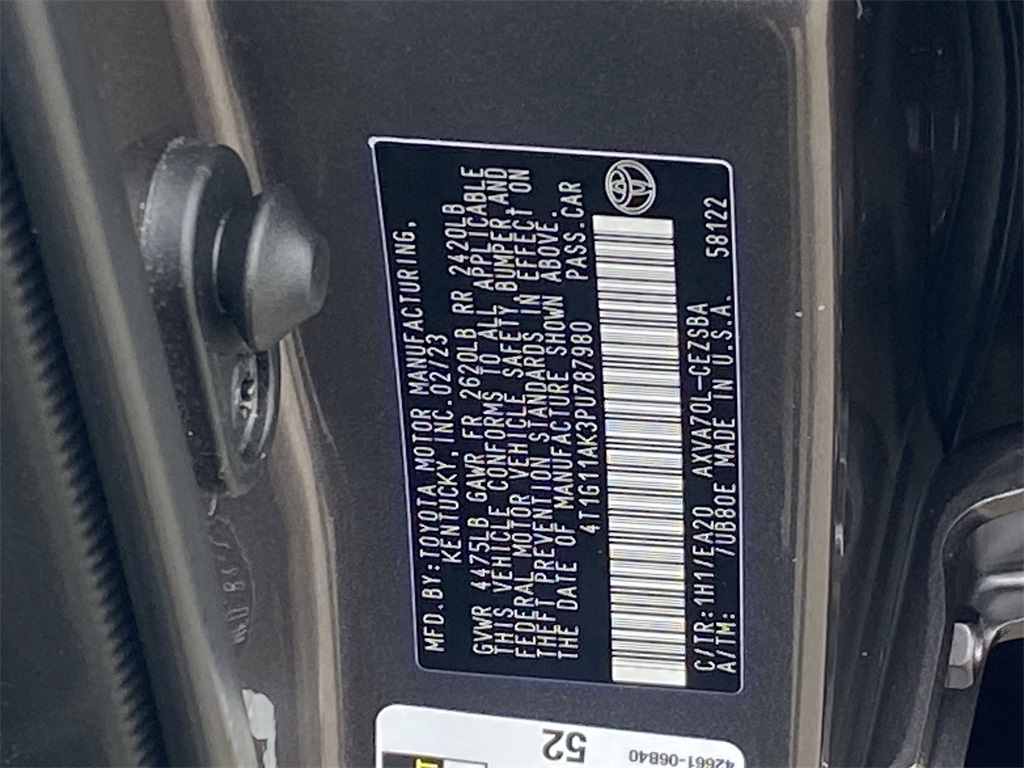 MFD.BY:TOYOTA MOTOR MANUFACTURING,
KENTUCKY, INC.02/23
GVWR 4475LB GAWR FR 2620LB RR 2420LB
THIS VEHICLE CONFORMS TO ALL APPLICABLE
FEDERAL MOTOR VEHICLE SAFETY BUMPER AND
THEFT PREVENTION STANDARDS IN EFFECT ON
THE DATE OF MANUFACTURE SHOWN ABOVE.
4T1G11AK3PU787980 PASS.CAR
C/TR:1H1/EA20 AXVA70L-CEZSBA
A/TM: 7UB80E MADE IN U.S.A. 58122
52
42661-06B40